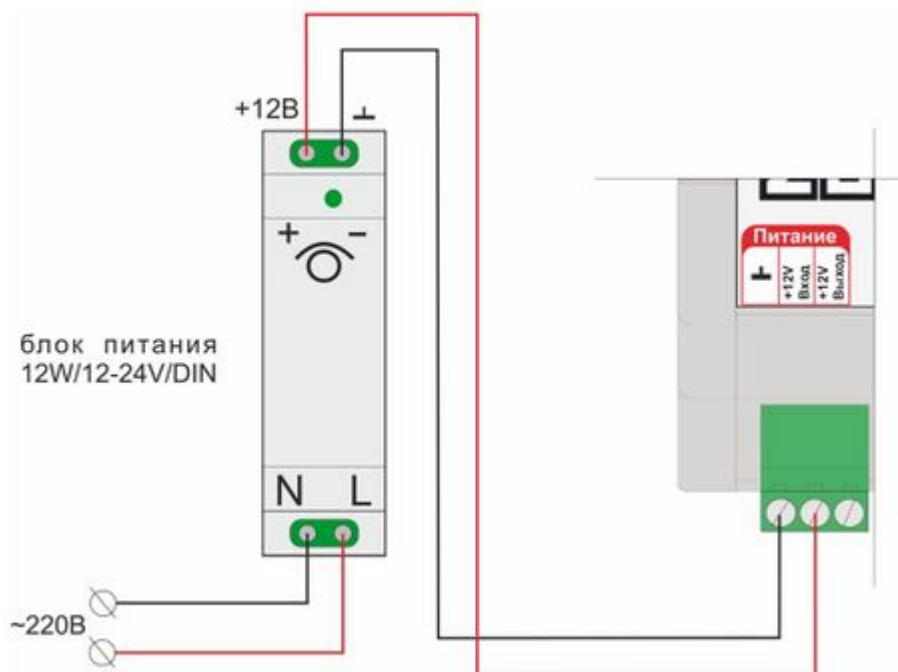 +12В
+ -
Питание
+12V
Вход
+12V
Выход
блок питания
12W/12-24V/DIN
N L
~220В